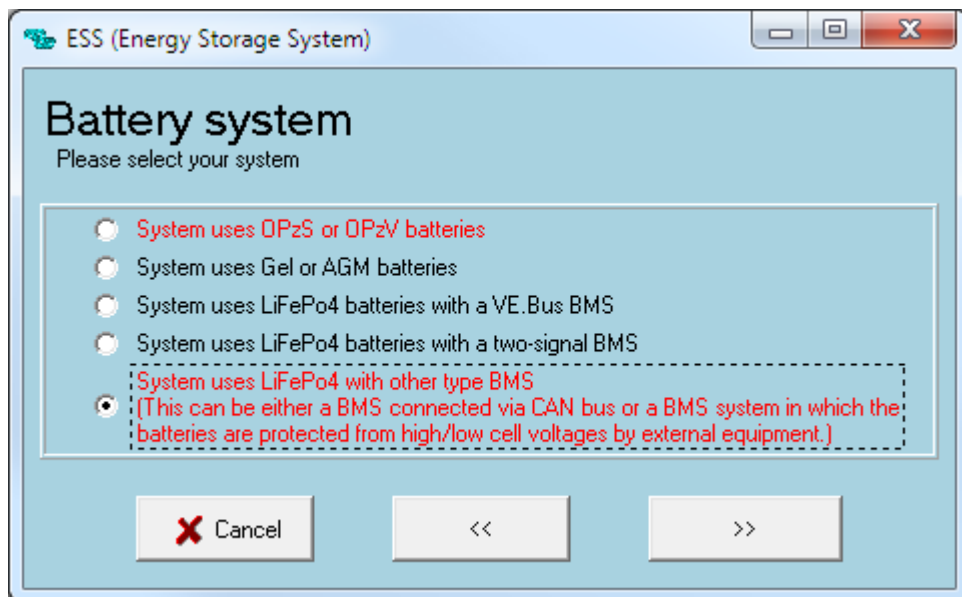 ESS (Energy Storage System)
Battery system
Please select your system
System uses OPzS or OPzV batteries
System uses Gel or AGM batteries
System uses LiFePo4 batteries with a VE.Bus BMS
System uses LiFePo4 batteries with a two-signal BMS
System uses LiFePo4 with other type BMS
(This can be either a BMS connected via CAN bus or a BMS system in which the
batteries are protected from high/low cell voltages by external equipment.)
Cancel
<<
>>